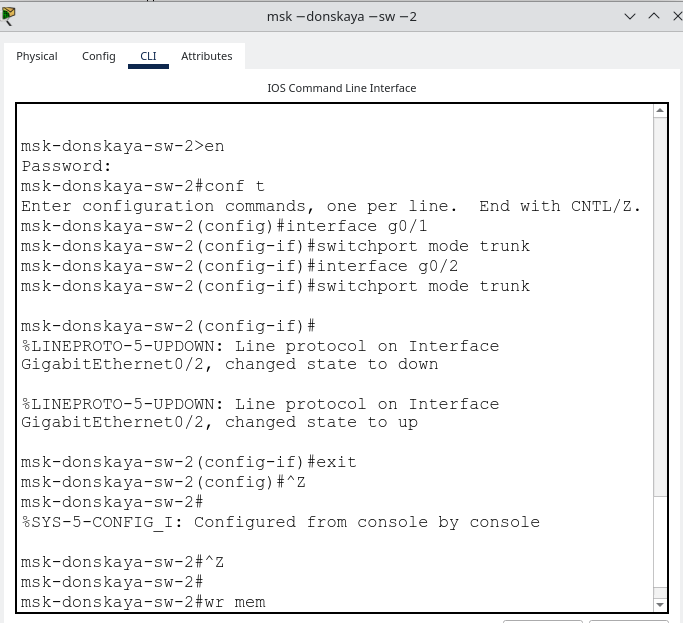 msk −donskaya −sw −2
Physical Config CLI Attributes
IOS Command Line Interface
msk-donskaya-sw-2>en
Password:
msk-donskaya-sw-2#conf t
Enter configuration commands, one per line.  End with CNTL/Z.
msk-donskaya-sw-2(config)#interface g0/1
msk-donskaya-sw-2(config-if)#switchport mode trunk
msk-donskaya-sw-2(config-if)#interface g0/2
msk-donskaya-sw-2(config-if)#switchport mode trunk
msk-donskaya-sw-2(config-if)#
%LINEPROTO-5-UPDOWN: Line protocol on Interface
GigabitEthernet0/2, changed state to down
%LINEPROTO-5-UPDOWN: Line protocol on Interface
GigabitEthernet0/2, changed state to up
msk-donskaya-sw-2(config-if)#exit
msk-donskaya-sw-2(config)#^Z
msk-donskaya-sw-2#
%SYS-5-CONFIG_I: Configured from console by console
msk-donskaya-sw-2#^Z
msk-donskaya-sw-2#
msk-donskaya-sw-2#wr mem